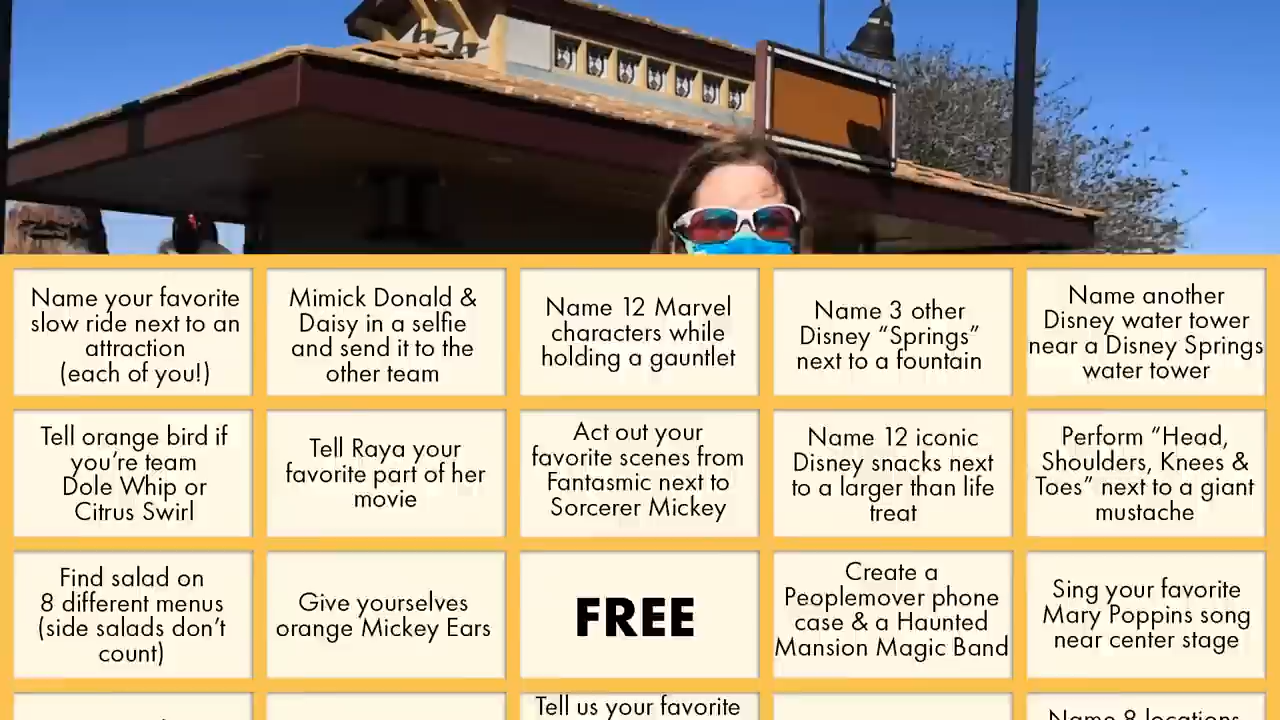 Name your favorite
slow ride next to an
attraction
(each of you!)
Mimick Donald &
Daisy in a selfie
and send it to the
other team
Name 12 Marvel
characters while
holding a gauntlet
Name 3 other
Disney “Springs”
next to a fountain
Name another
Disney water tower
near a Disney Springs
water tower
Tell orange bird if
you’re team
Dole Whip or
Citrus Swirl
Tell Raya your
favorite part of her
movie
Act out your
favorite scenes from
Fantasmic next to
Sorcerer Mickey
Name 12 iconic
Disney snacks next
to a larger than life
treat
Perform “Head,
Shoulders, Knees &
Toes” next to a giant
mustache
Find salad on
8 different menus
(side salads don’t
count)
Give yourselves
orange Mickey Ears
FREE
Create a
Peoplemover phone
case & a Haunted
Mansion Magic Band
Sing your favorite
Mary Poppins song
near center stage
Tell us your favorite
Name 8 locations